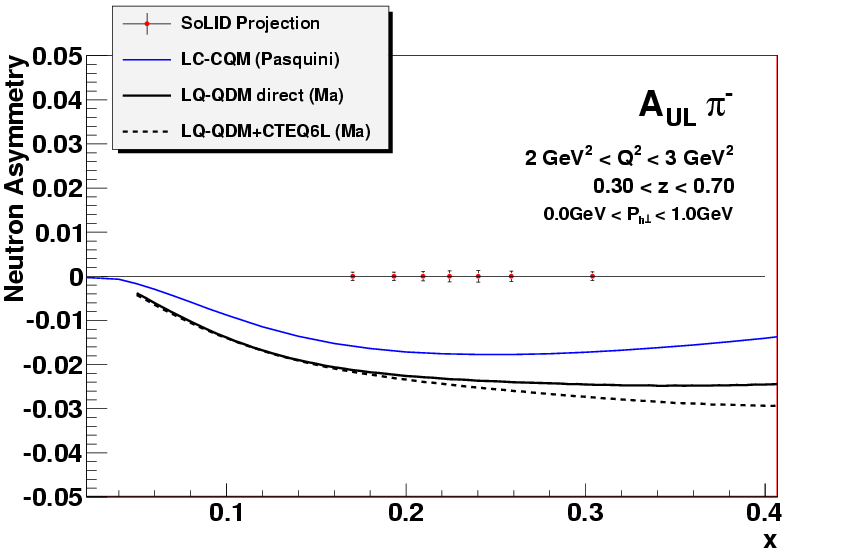 SoLID Projection
LC-CQM (Pasquini)
LQ-QDM direct (Ma)
LQ-QDM+CTEQ6L (Ma)
A_UL π⁻
2 GeV² < Q² < 3 GeV²
0.30 < z < 0.70
0.0GeV < P_h⊥ < 1.0GeV
Neutron Asymmetry
0.05
0.04
0.03
0.02
0.01
0
-0.01
-0.02
-0.03
-0.04
-0.05
0.1 0.2 0.3 0.4
x